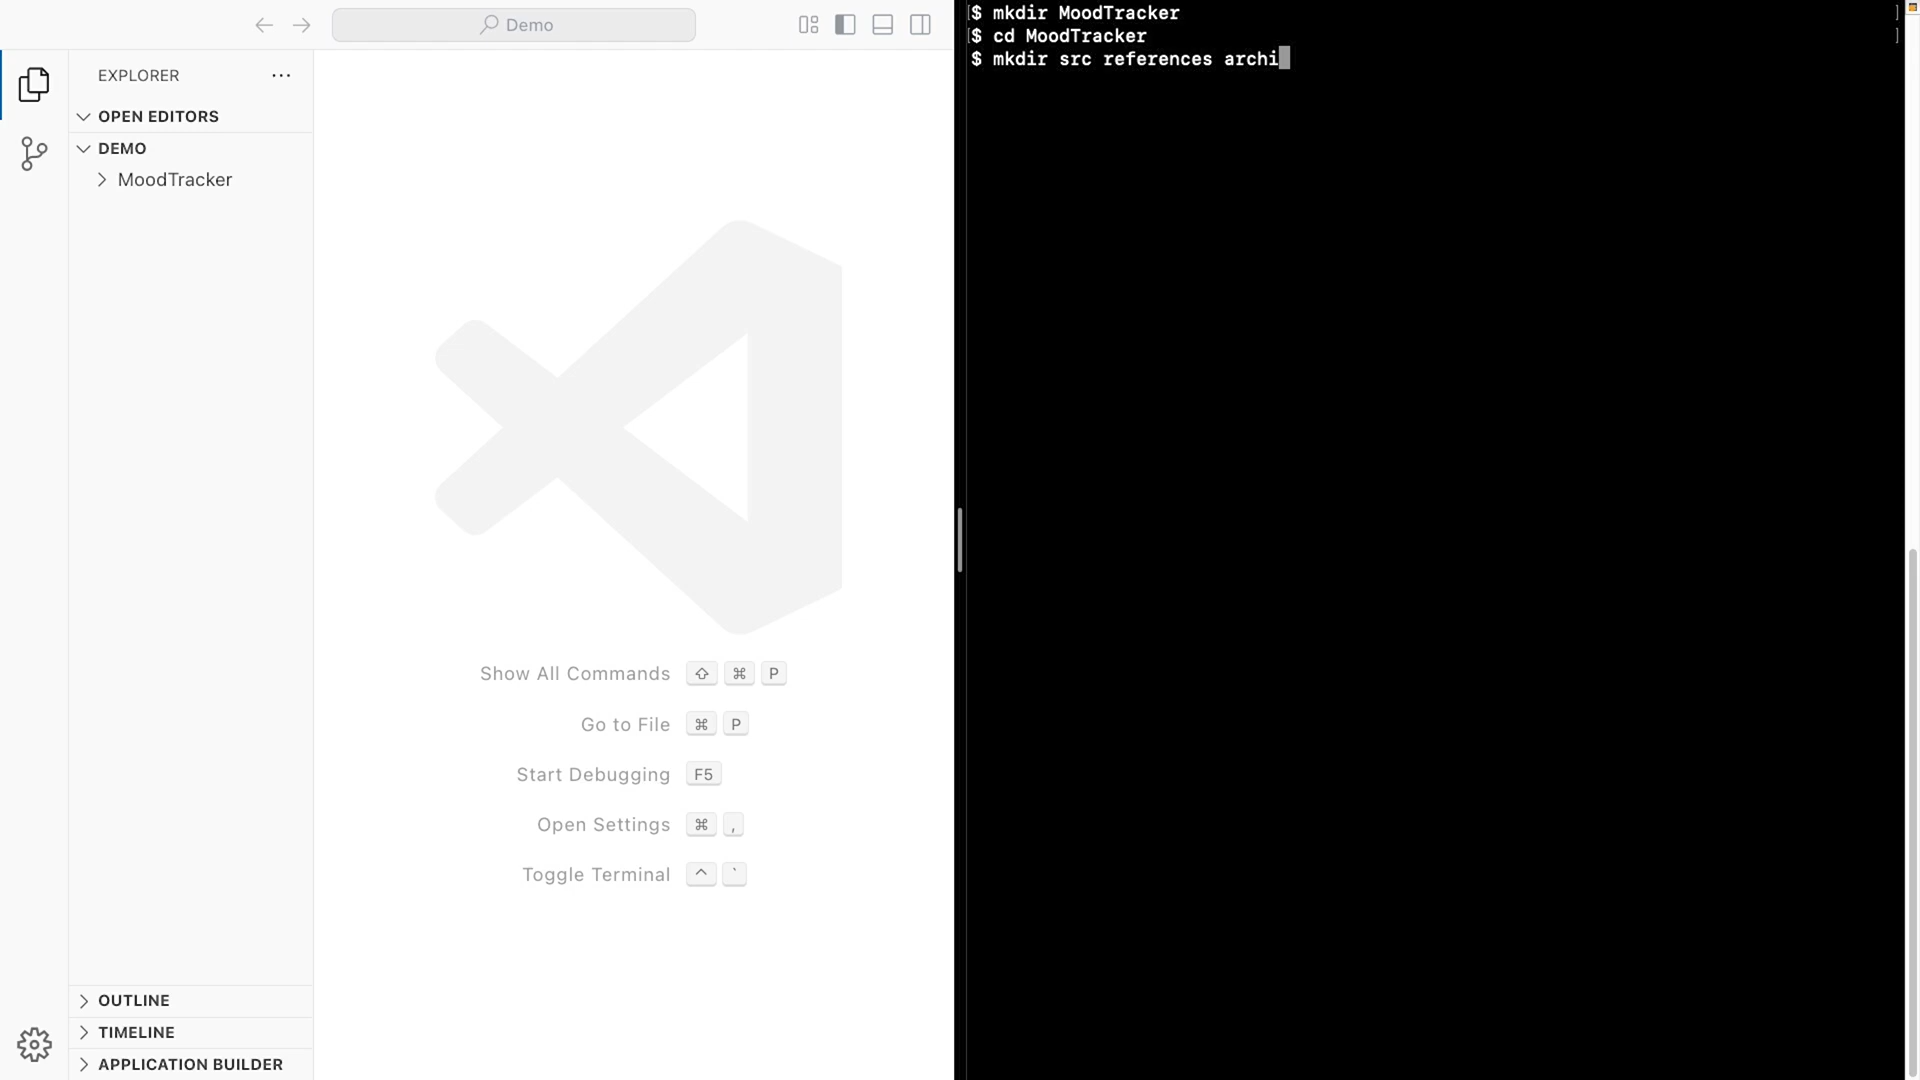 Demo
EXPLORER
OPEN EDITORS
DEMO
MoodTracker
Show All Commands ⇧ ⌘ P
Go to File ⌘ P
Start Debugging F5
Open Settings ⌘ ,
Toggle Terminal ^ `
OUTLINE
TIMELINE
APPLICATION BUILDER
$ mkdir MoodTracker
$ cd MoodTracker
$ mkdir src references archi